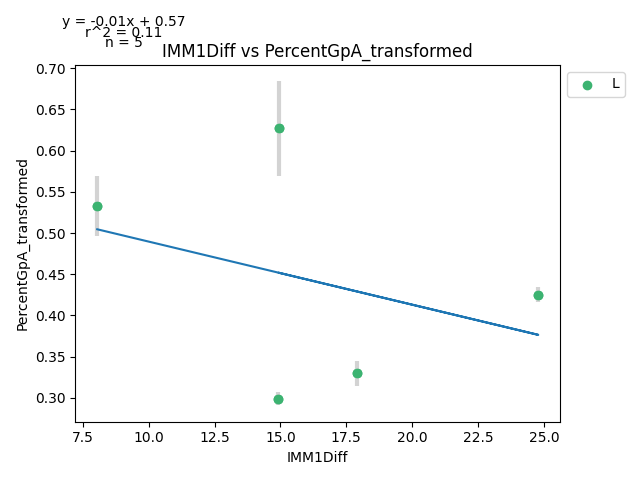 y = -0.01x + 0.57
r^2 = 0.11
n = 5
IMM1Diff vs PercentGpA_transformed
L
PercentGpA_transformed
0.70
0.65
0.60
0.55
0.50
0.45
0.40
0.35
0.30
7.5 10.0 12.5 15.0 17.5 20.0 22.5 25.0
IMM1Diff